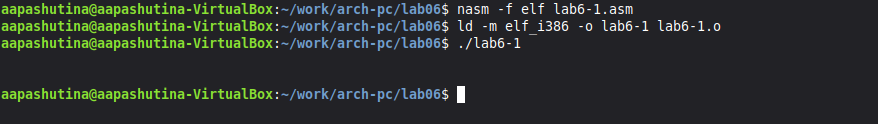 aapashutina@aapashutina-VirtualBox:~/work/arch-pc/lab06$ nasm -f elf lab6-1.asm
aapashutina@aapashutina-VirtualBox:~/work/arch-pc/lab06$ ld -m elf_i386 -o lab6-1 lab6-1.o
aapashutina@aapashutina-VirtualBox:~/work/arch-pc/lab06$ ./lab6-1
aapashutina@aapashutina-VirtualBox:~/work/arch-pc/lab06$